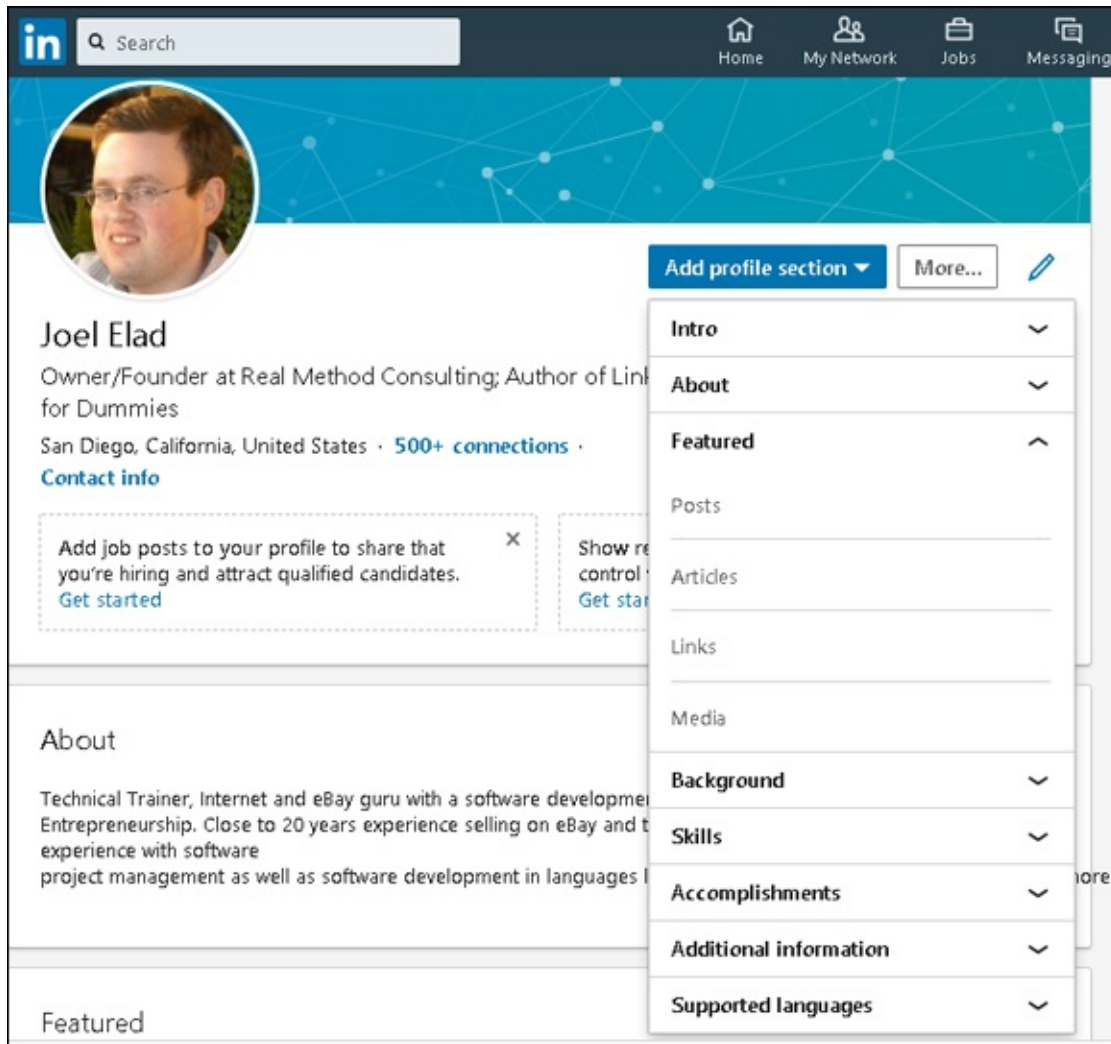 in
Search
Home
My Network
Jobs
Messaging
Add profile section
More...
Joel Elad
Owner/Founder at Real Method Consulting; Author of
for Dummies
San Diego, California, United States · 500+ connections ·
Contact info
Add job posts to your profile to share that
you're hiring and attract qualified candidates.
Get started
Show
control
Get
Intro
About
Featured
Posts
Articles
Links
Media
Background
Skills
Accomplishments
Additional information
Supported languages
About
Technical Trainer, Internet and eBay guru with a software
Entrepreneurship. Close to 20 years experience selling on eBay and
experience with software
project management as well as software development in languages
Featured